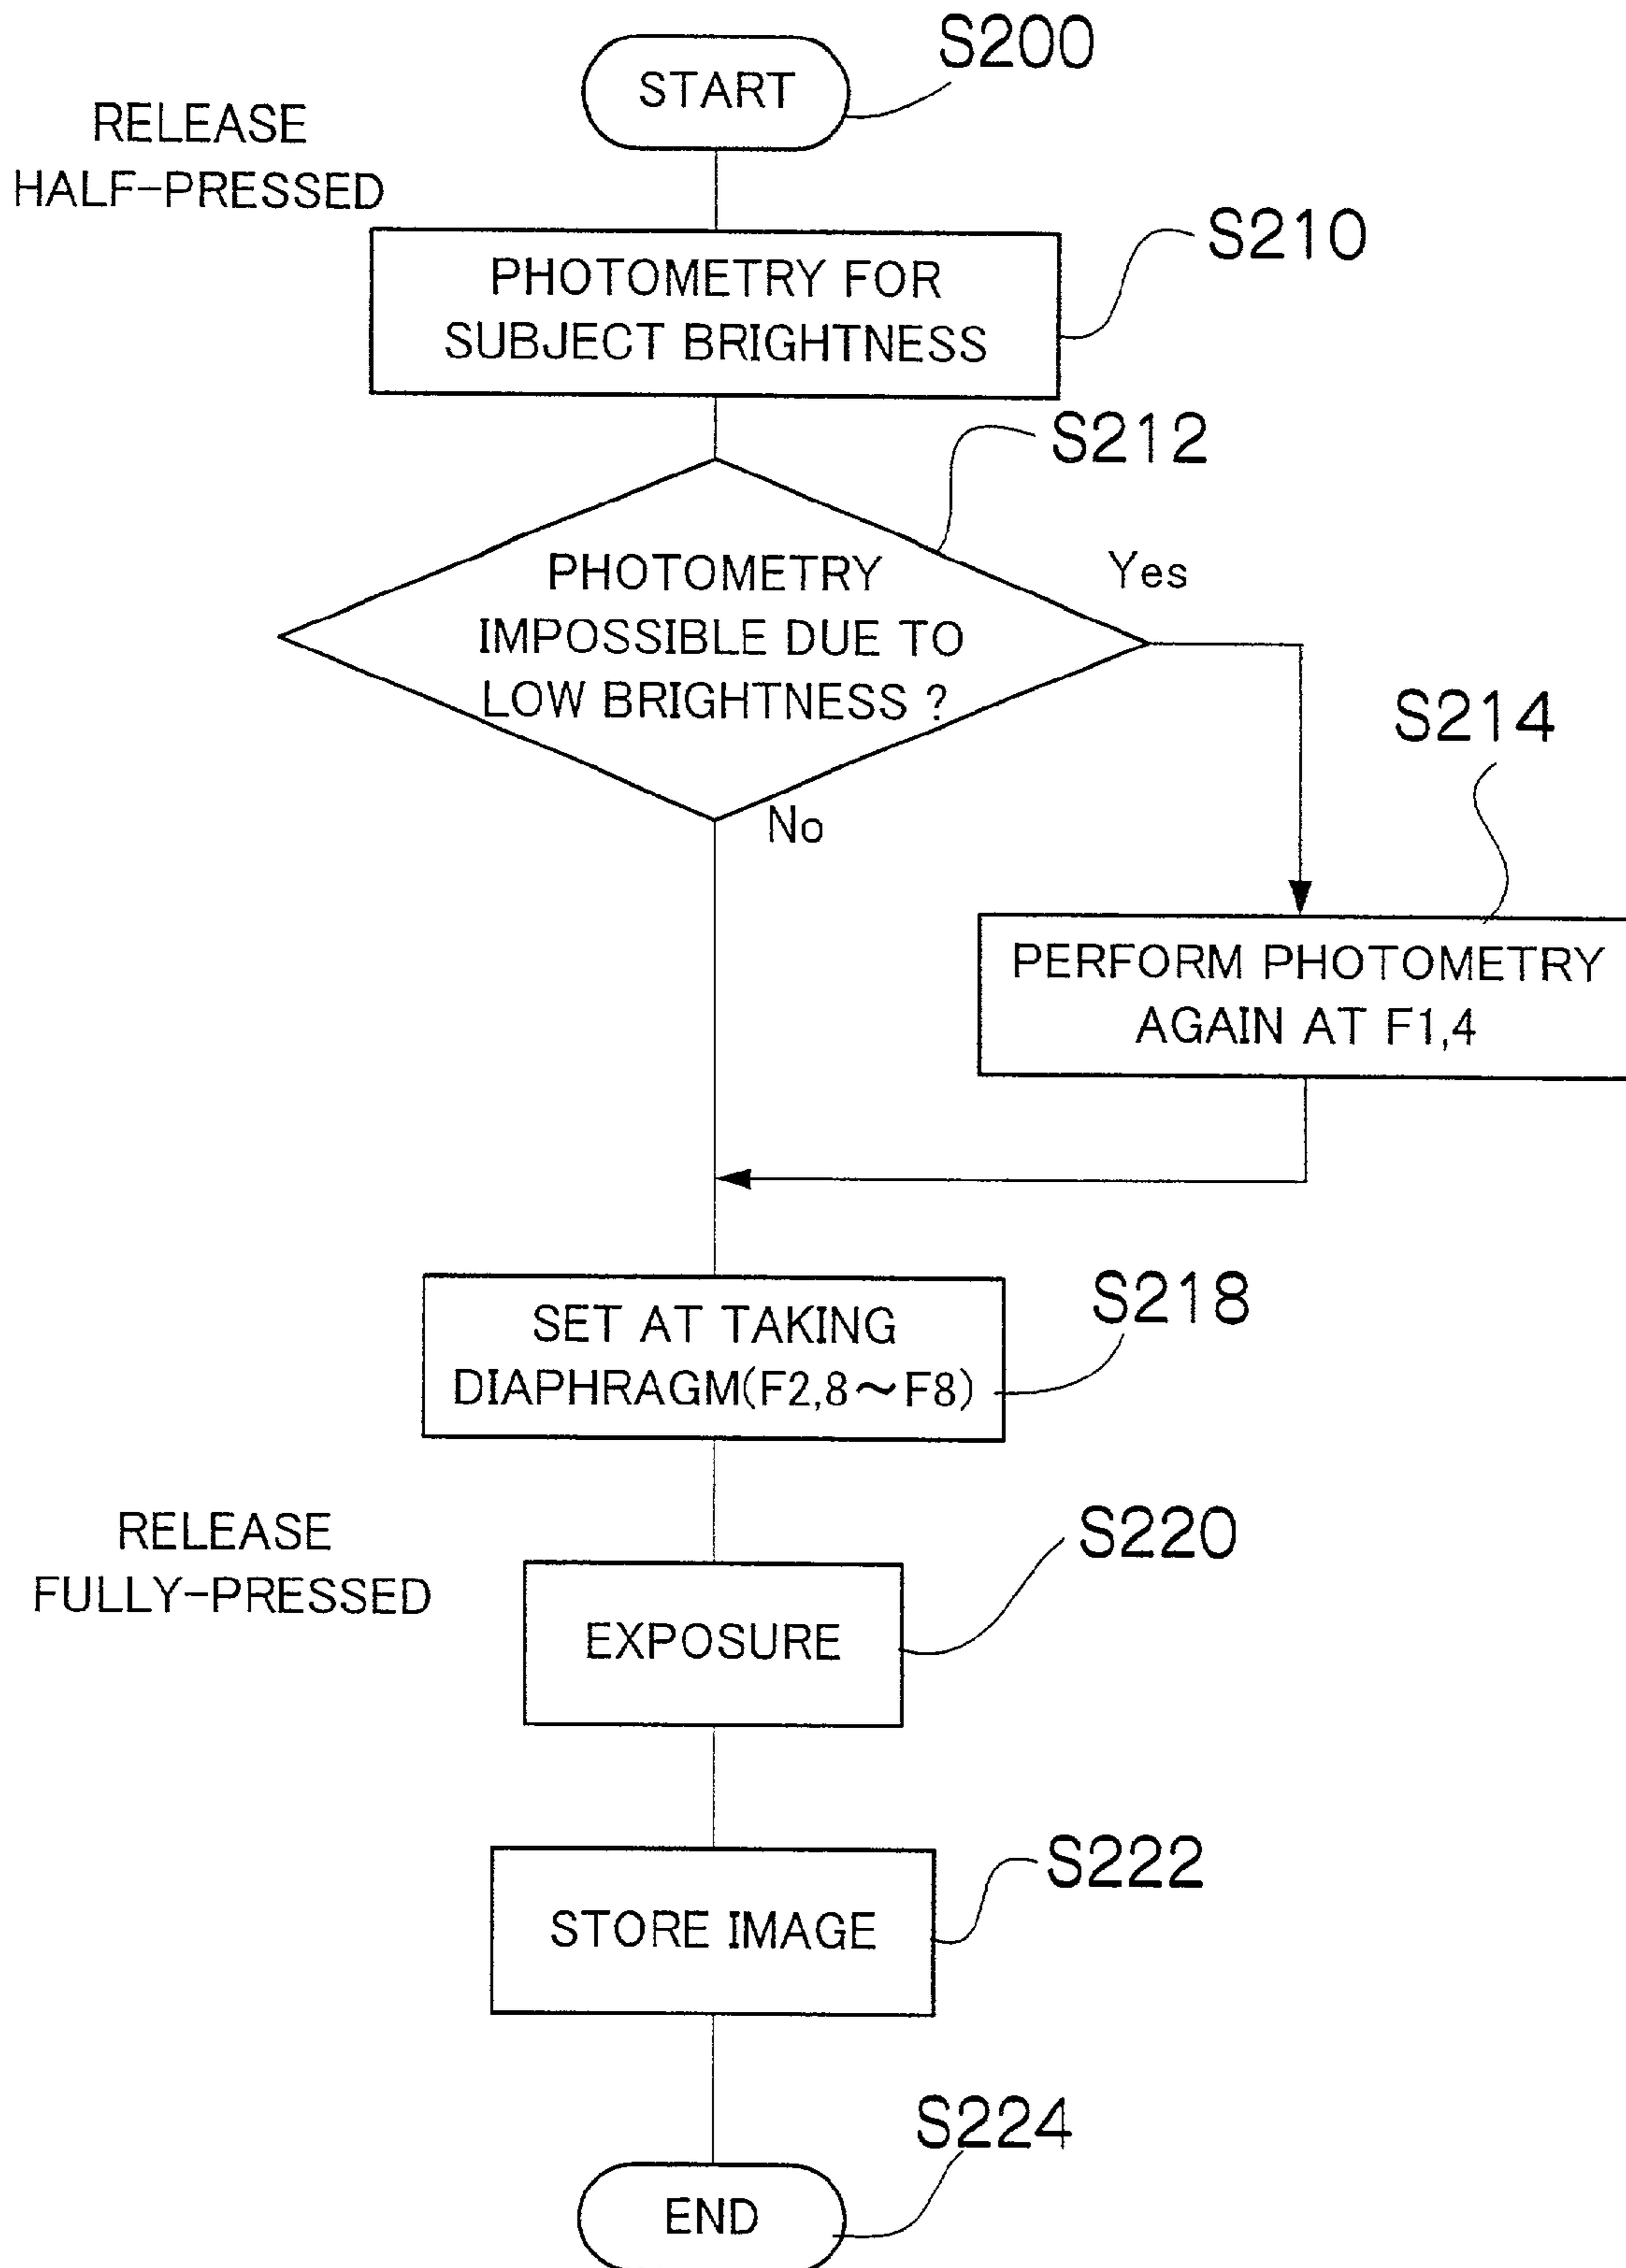 S200
START
RELEASE
HALF-PRESSED
S210
PHOTOMETRY FOR
SUBJECT BRIGHTNESS
S212
PHOTOMETRY
IMPOSSIBLE DUE TO
LOW BRIGHTNESS ?
Yes
No
S214
PERFORM PHOTOMETRY
AGAIN AT F1,4
S218
SET AT TAKING
DIAPHRAGM(F2,8～F8)
RELEASE
FULLY-PRESSED
S220
EXPOSURE
S222
STORE IMAGE
S224
END